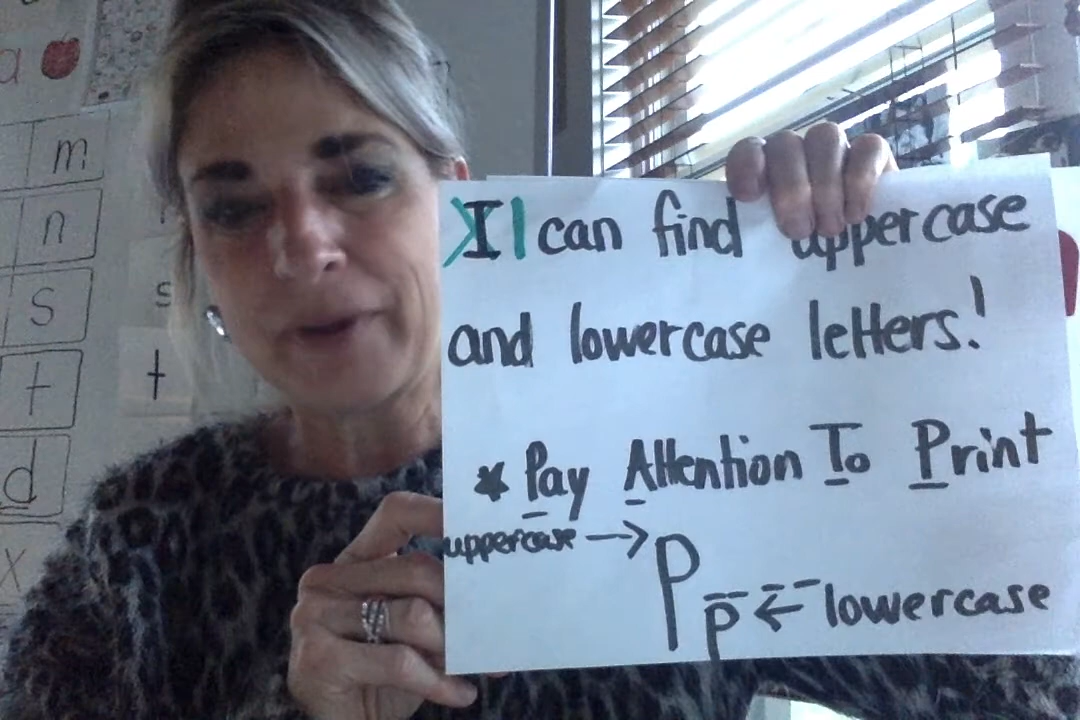 a
m
n
s
s
t
t
d
x
I can find uppercase
and lowercase letters!
* Pay Attention To Print
uppercase →
P
p ← lowercase